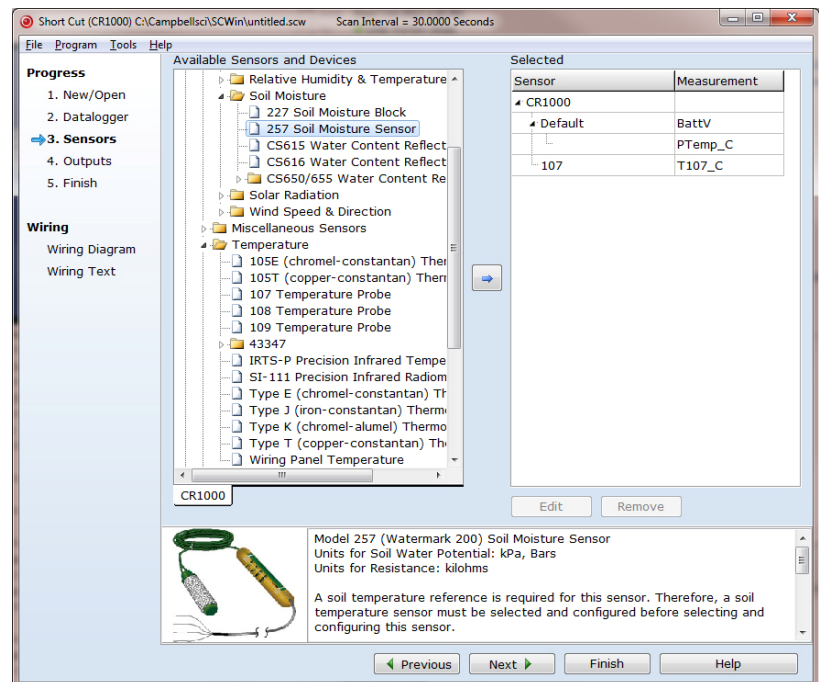 Short Cut (CR1000) C:\Campbellsci\SCWin\untitled.scw Scan Interval = 30.0000 Seconds
File Program Tools Help
Progress
1. New/Open
2. Datalogger
3. Sensors
4. Outputs
5. Finish
Wiring
Wiring Diagram
Wiring Text
Available Sensors and Devices
Relative Humidity & Temperature
Soil Moisture
227 Soil Moisture Block
257 Soil Moisture Sensor
CS615 Water Content Reflect
CS616 Water Content Reflect
CS650/655 Water Content Re
Solar Radiation
Wind Speed & Direction
Miscellaneous Sensors
Temperature
105E (chromel-constantan) Ther
105T (copper-constantan) Therr
107 Temperature Probe
108 Temperature Probe
109 Temperature Probe
43347
IRTS-P Precision Infrared Tempe
SI-111 Precision Infrared Radiom
Type E (chromel-constantan) Th
Type J (iron-constantan) Therm
Type K (chromel-alumel) Thermo
Type T (copper-constantan) Th
Wiring Panel Temperature
CR1000
Selected
Sensor Measurement
CR1000
Default BattV
PTemp_C
107 T107_C
Edit Remove
Model 257 (Watermark 200) Soil Moisture Sensor
Units for Soil Water Potential: kPa, Bars
Units for Resistance: kilohms
A soil temperature reference is required for this sensor. Therefore, a soil
temperature sensor must be selected and configured before selecting and
configuring this sensor.
Previous Next Finish Help